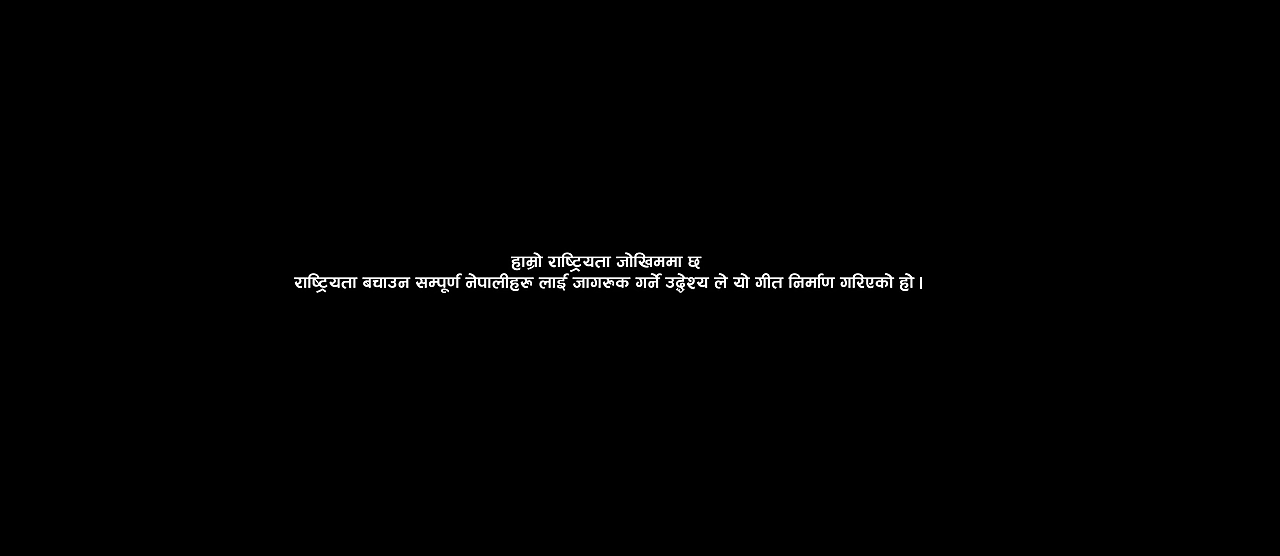 हाम्रो राष्ट्रियता जोखिममा छ
राष्ट्रियता बचाउन सम्पूर्ण नेपालीहरू लाई जागरूक गर्ने उद्धेश्य ले यो गीत निर्माण गरिएको हो ।